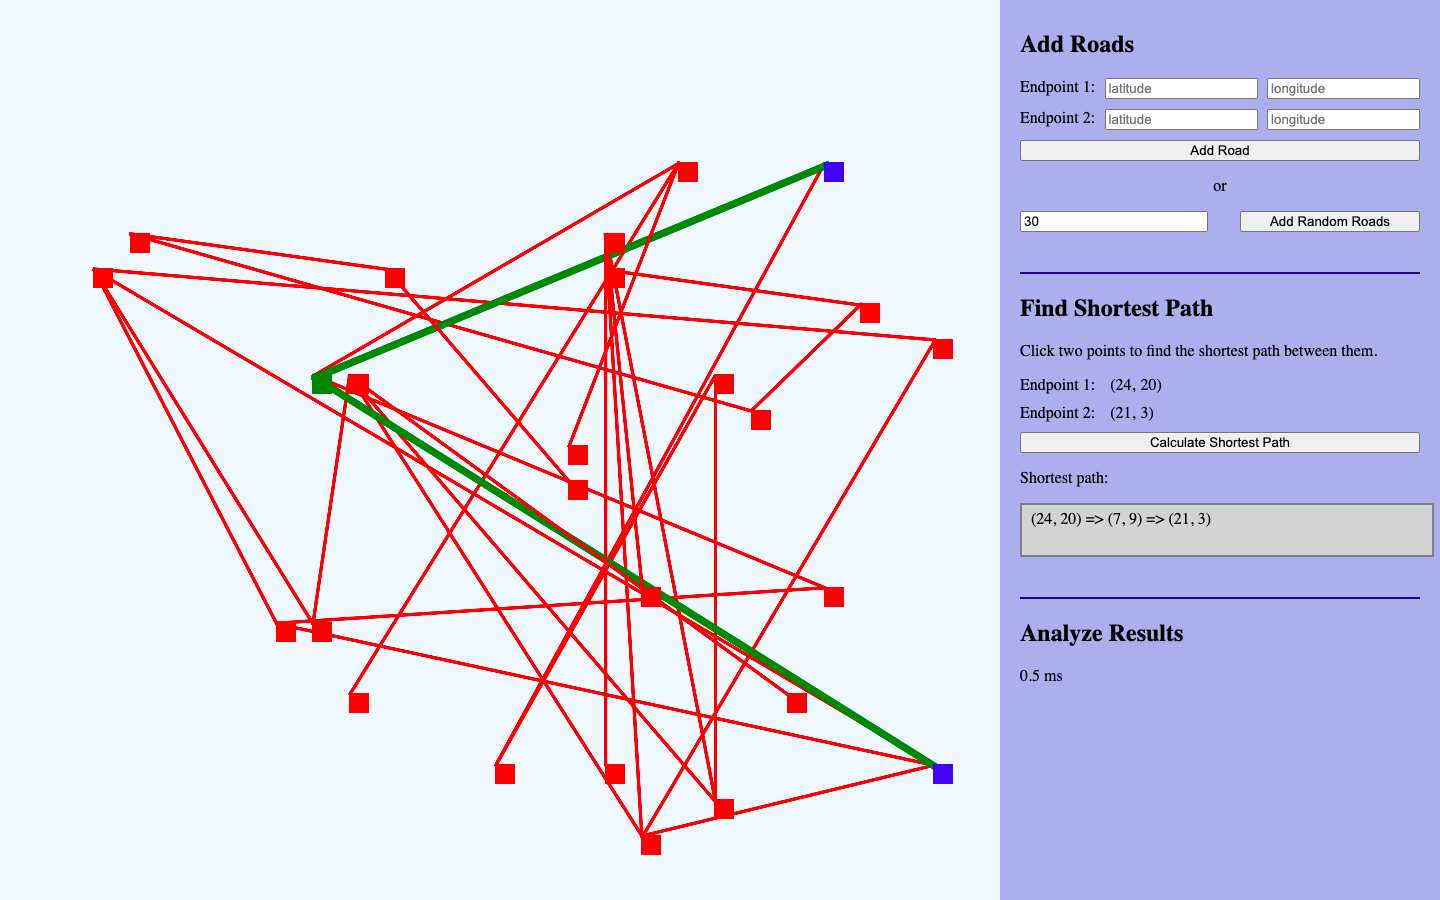 Add Roads
Endpoint 1: latitude longitude
Endpoint 2: latitude longitude
Add Road
or
30 Add Random Roads
Find Shortest Path
Click two points to find the shortest path between them.
Endpoint 1: (24, 20)
Endpoint 2: (21, 3)
Calculate Shortest Path
Shortest path:
(24, 20) => (7, 9) => (21, 3)
Analyze Results
0.5 ms